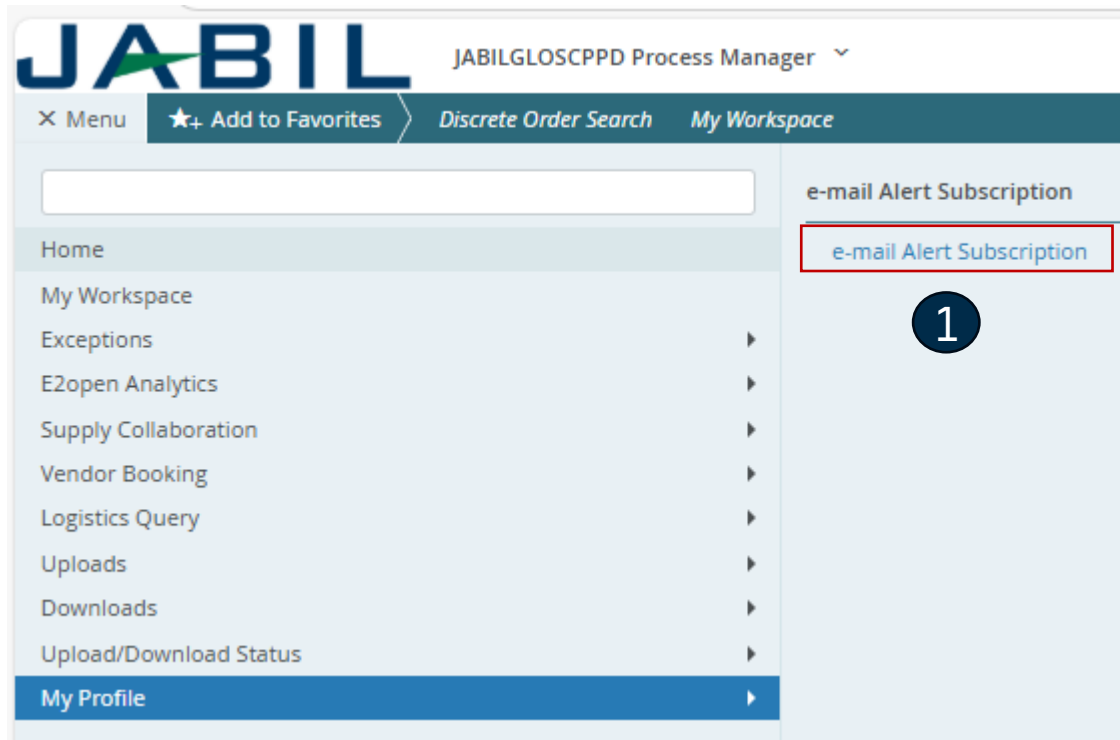 JABIL
JABILGLOSCPPD Process Manager
Menu
Add to Favorites
Discrete Order Search
My Workspace
Home
My Workspace
Exceptions
E2open Analytics
Supply Collaboration
Vendor Booking
Logistics Query
Uploads
Downloads
Upload/Download Status
My Profile
e-mail Alert Subscription
e-mail Alert Subscription
1